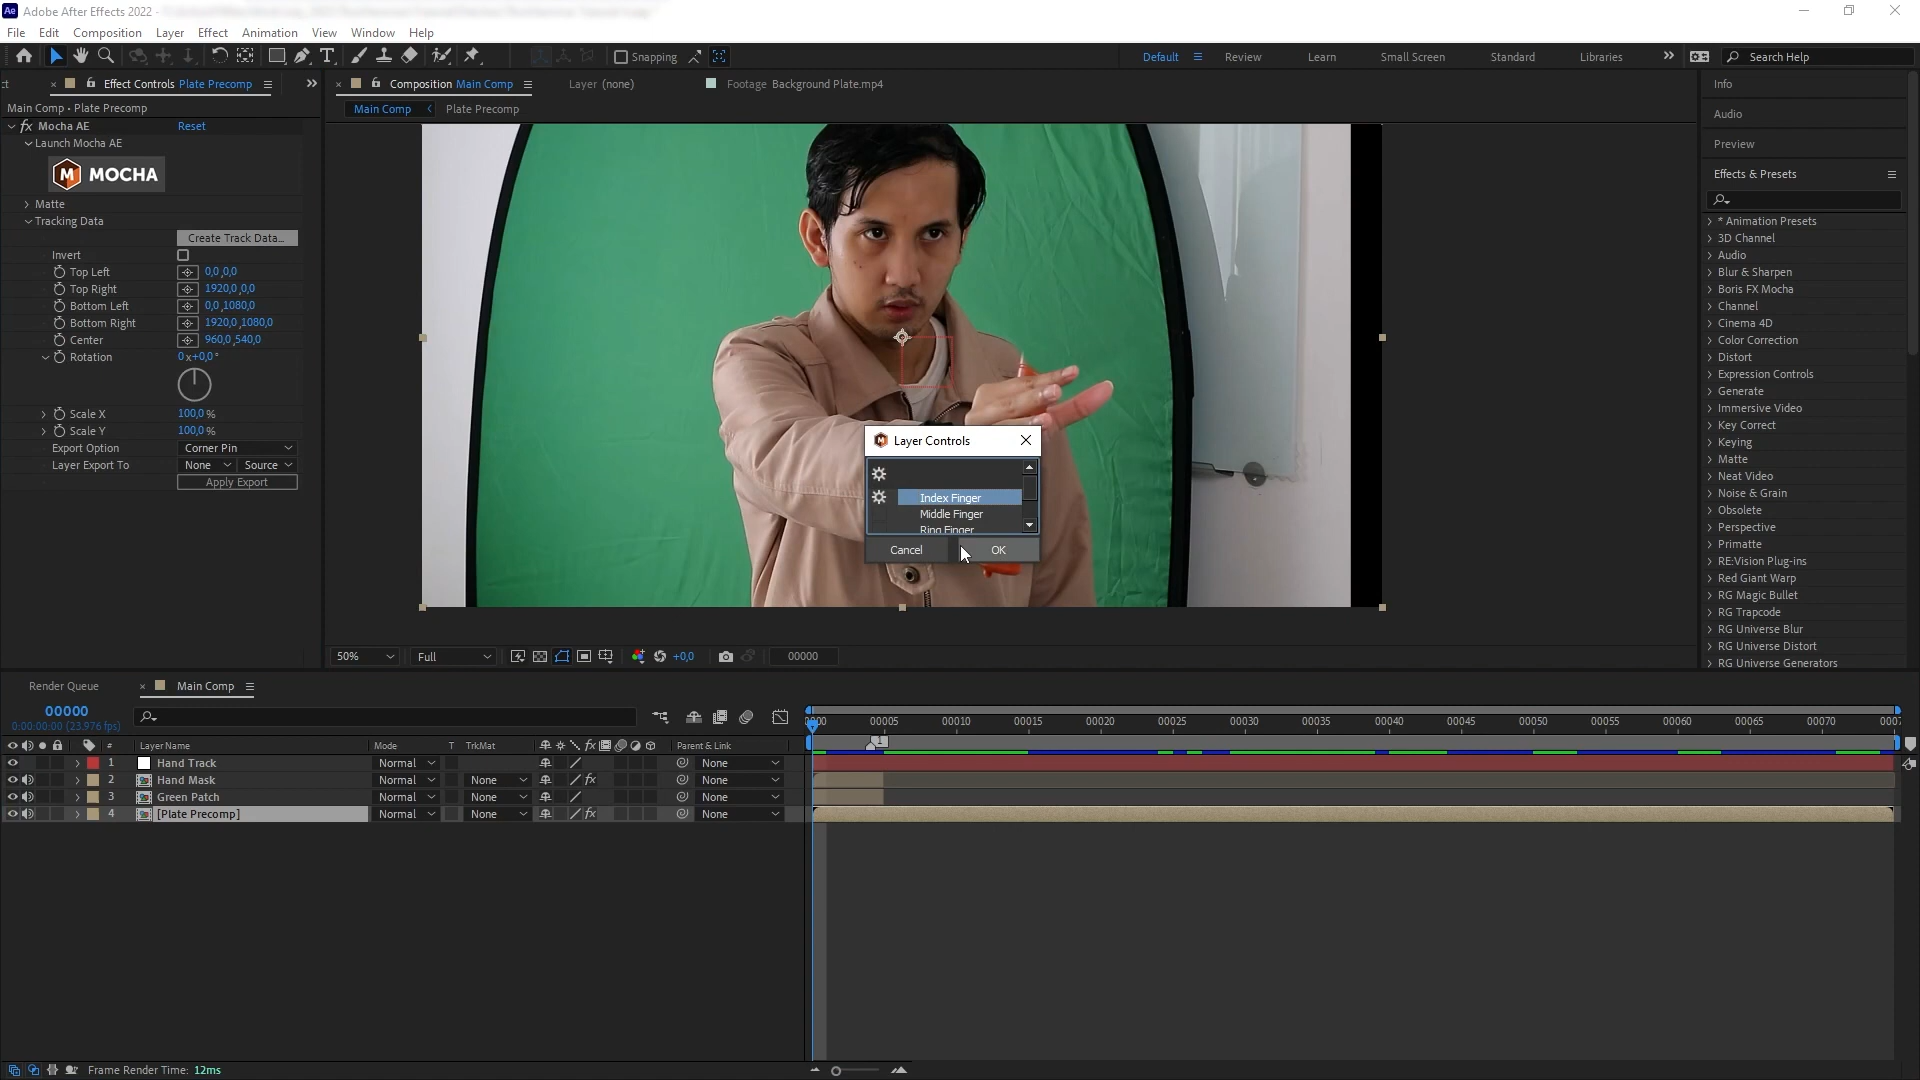 Ae Adobe After Effects 2022 -
File Edit Composition Layer Effect Animation View Window Help
Snapping
Default Review Learn Small Screen Standard Libraries Search Help
Effect Controls Plate Precomp
Composition Main Comp
Layer (none)
Footage Background Plate.mp4
Main Comp • Plate Precomp
Main Comp Plate Precomp
fx Mocha AE Reset
Launch Mocha AE
M MOCHA
Matte
Tracking Data
Create Track Data...
Invert
Top Left 0,0 ,0,0
Top Right 1920,0 ,0,0
Bottom Left 0,0 ,1080,0
Bottom Right 1920,0 ,1080,0
Center 960,0 ,540,0
Rotation 0 x+0,0 °
Scale X 100,0 %
Scale Y 100,0 %
Export Option Corner Pin
Layer Export To None Source
Apply Export
Layer Controls
Index Finger
Middle Finger
Ring Finger
Cancel OK
50% Full +0,0 00000
Info
Audio
Preview
Effects & Presets
* Animation Presets
3D Channel
Audio
Blur & Sharpen
Boris FX Mocha
Channel
Cinema 4D
Color Correction
Distort
Expression Controls
Generate
Immersive Video
Key Correct
Keying
Matte
Neat Video
Noise & Grain
Obsolete
Perspective
Primatte
RE:Vision Plug-ins
Red Giant Warp
RG Magic Bullet
RG Trapcode
RG Universe Blur
RG Universe Distort
RG Universe Generators
Render Queue Main Comp
00000
0:00:00:00 (23.976 fps)
0000 00005 00010 00015 00020 00025 00030 00035 00040 00045 00050 00055 00060 00065 00070 0007
# Layer Name Mode T TrkMat fx Parent & Link
1
1 Hand Track Normal None
2 Hand Mask Normal None fx None
3 Green Patch Normal None None
4 [Plate Precomp] Normal None fx None
Frame Render Time: 12ms